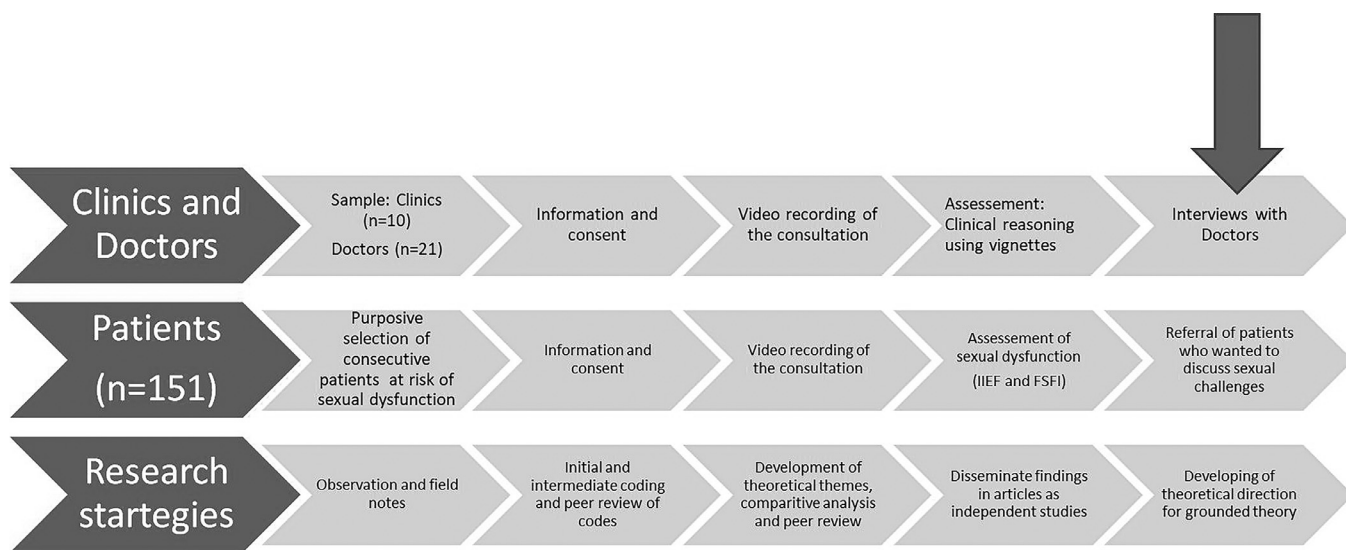 Clinics and
Doctors
Sample: Clinics
(n=10)
Doctors (n=21)
Information and
consent
Video recording of
the consultation
Assessment:
Clinical reasoning
using vignettes
Interviews with
Doctors
Patients
(n=151)
Purposive
selection of
consecutive
patients at risk of
sexual dysfunction
Information and
consent
Video recording of
the consultation
Assessment of
sexual dysfunction
(IIEF and FSFI)
Referral of patients
who wanted to
discuss sexual
challenges
Research
startegies
Observation and field
notes
Initial and
intermediate coding
and peer review of
codes
Development of
theoretical themes,
comparitive analysis
and peer review
Disseminate findings
in articles as
independent studies
Developing of
theoretical direction
for grounded theory